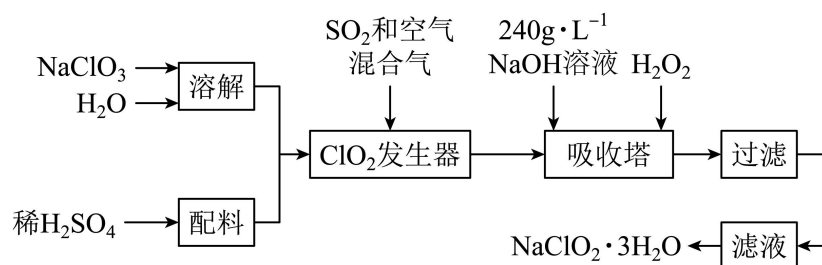 SO₂和空气
混合气
240g·L⁻¹
NaOH溶液
H₂O₂
NaClO₃
H₂O
溶解
ClO₂发生器
吸收塔
过滤
稀H₂SO₄
配料
NaClO₂·3H₂O
滤液